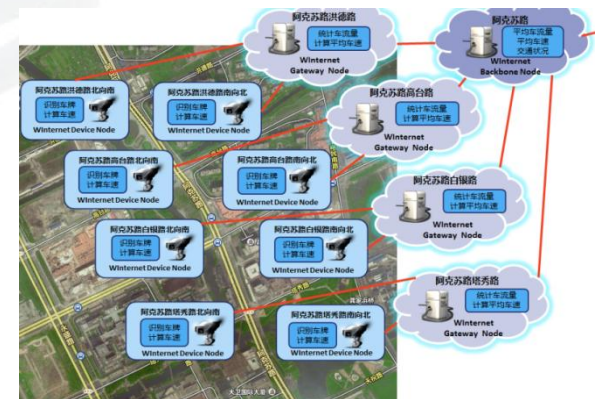 阿克苏路洪德路
统计车流量
计算平均车速
WInternet
Gateway Node
阿克苏路
平均车流量
平均车速
交通状况
WInternet
Backbone Node
阿克苏路洪德路北向南
识别车牌
计算车速
WInternet Device Node
阿克苏路洪德路南向北
识别车牌
计算车速
WInternet Device Node
阿克苏路高台路
统计车流量
计算平均车速
WInternet
Gateway Node
阿克苏路高台路北向南
识别车牌
计算车速
WInternet Device Node
阿克苏路高台路南向北
识别车牌
计算车速
WInternet Device Node
阿克苏路白银路
统计车流量
计算平均车速
WInternet
Gateway Node
阿克苏路白银路北向南
识别车牌
计算车速
WInternet Device Node
阿克苏路白银路南向北
识别车牌
计算车速
WInternet Device Node
阿克苏路塔秀路
统计车流量
计算平均车速
WInternet
Gateway Node
阿克苏路塔秀路北向南
识别车牌
计算车速
WInternet Device Node
阿克苏路塔秀路南向北
识别车牌
计算车速
WInternet Device Node